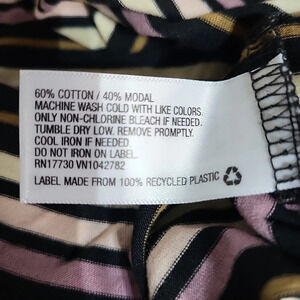 60% COTTON / 40% MODAL
MACHINE WASH COLD WITH LIKE COLORS.
ONLY NON-CHLORINE BLEACH IF NEEDED.
TUMBLE DRY LOW. REMOVE PROMPTLY.
COOL IRON IF NEEDED.
DO NOT IRON ON LABEL.
RN17730 WN1042782
LABEL MADE FROM 100% RECYCLED PLASTIC